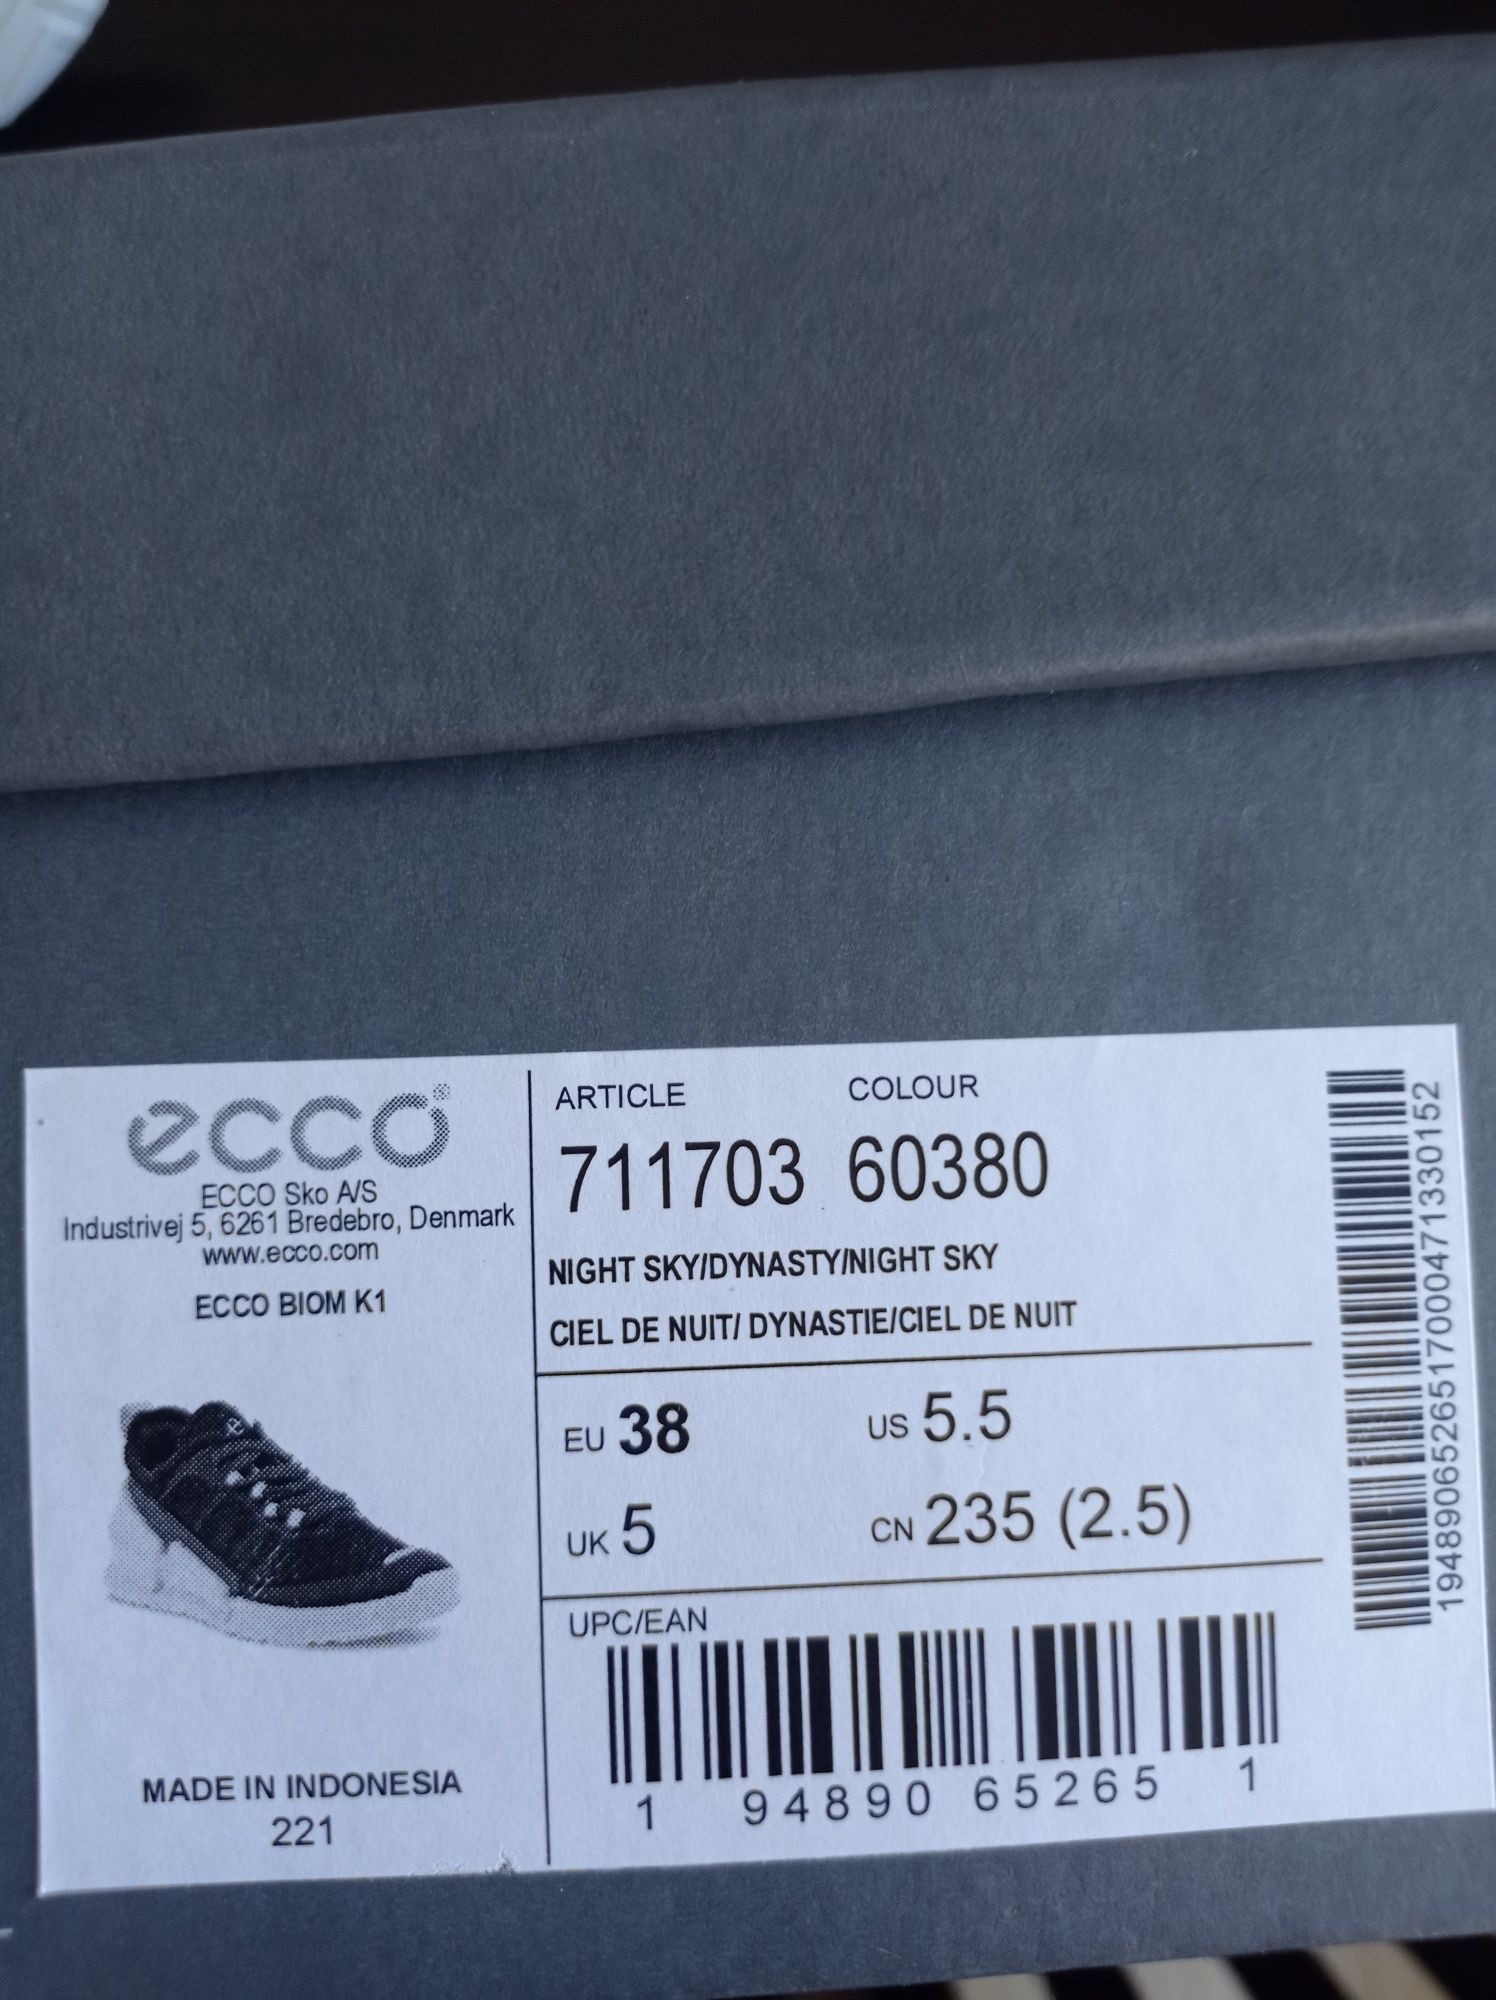 ecco®
ECCO Sko A/S
Industrivej 5, 6261 Bredebro, Denmark
www.ecco.com
ECCO BIOM K1
MADE IN INDONESIA
221
ARTICLE COLOUR
711703 60380
NIGHT SKY/DYNASTY/NIGHT SKY
CIEL DE NUIT/ DYNASTIE/CIEL DE NUIT
EU 38 US 5.5
UK 5 CN 235 (2.5)
UPC/EAN
1 94890 65265 1
1948906526517000471330152